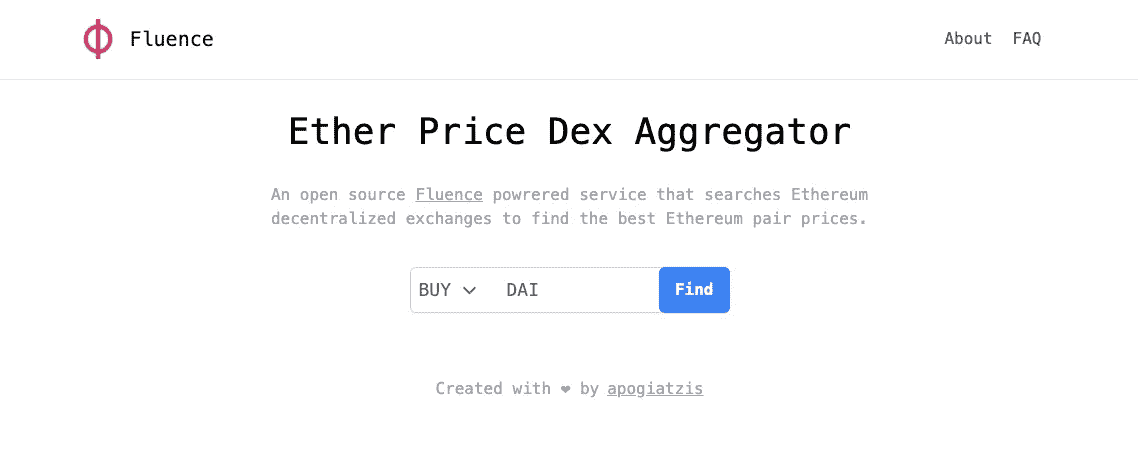 Fluence
About FAQ
Ether Price Dex Aggregator
An open source Fluence powrered service that searches Ethereum
decentralized exchanges to find the best Ethereum pair prices.
BUY DAI Find
Created with ❤ by apogiatzis